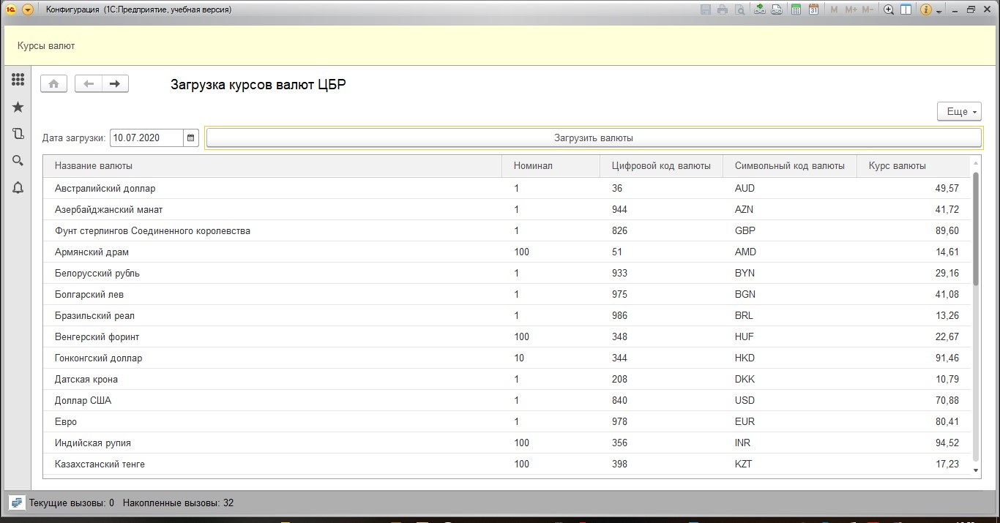 Конфигурация (1С:Предприятие, учебная версия) M M+ M-
Курсы валют
Загрузка курсов валют ЦБР
Еще
Дата загрузки: 10.07.2020 Загрузить валюты
Название валюты Номинал Цифровой код валюты Символьный код валюты Курс валюты
Австралийский доллар 1 36 AUD 49,57
Азербайджанский манат 1 944 AZN 41,72
Фунт стерлингов Соединенного королевства 1 826 GBP 89,60
Армянский драм 100 51 AMD 14,61
Белорусский рубль 1 933 BYN 29,16
Болгарский лев 1 975 BGN 41,08
Бразильский реал 1 986 BRL 13,26
Венгерский форинт 100 348 HUF 22,67
Гонконгский доллар 10 344 HKD 91,46
Датская крона 1 208 DKK 10,79
Доллар США 1 840 USD 70,88
Евро 1 978 EUR 80,41
Индийская рупия 100 356 INR 94,52
Казахстанский тенге 100 398 KZT 17,23
Текущие вызовы: 0 Накопленные вызовы: 32